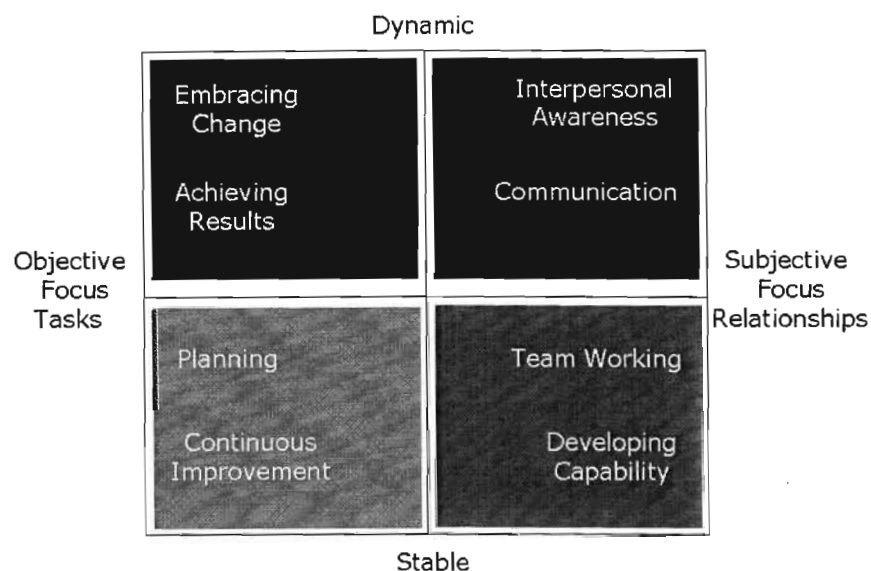 Dynamic
Embracing
Change
Achieving
Results
Interpersonal
Awareness
Communication
Objective
Focus
Tasks
Subjective
Focus
Relationships
Planning
Continuous
Improvement
Team Working
Developing
Capability
Stable